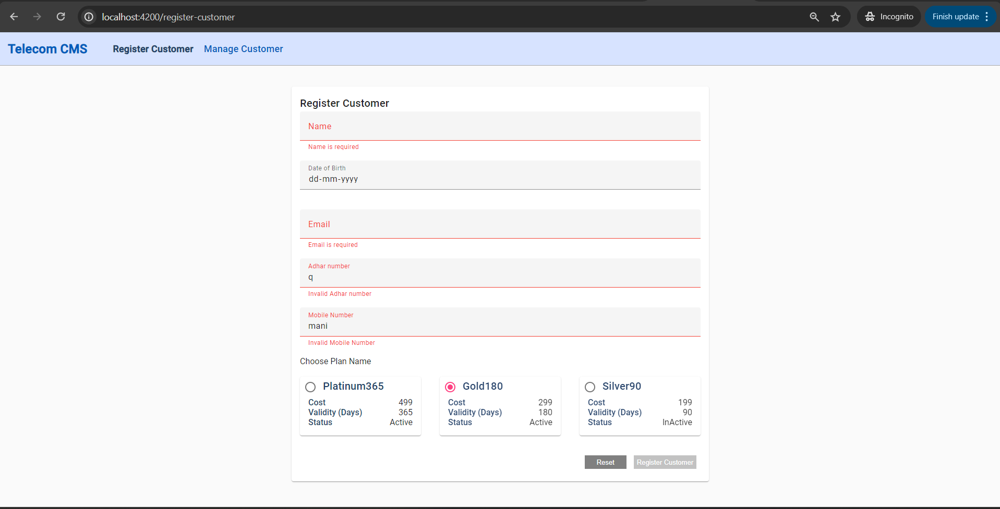 localhost:4200/register-customer
Incognito
Finish update
Telecom CMS
Register Customer
Manage Customer
Register Customer
Name
Name is required
Date of Birth
dd-mm-yyyy
Email
Email is required
Adhar number
q
Invalid Adhar number
Mobile Number
mani
Invalid Mobile Number
Choose Plan Name
Platinum365
Cost 499
Validity (Days) 365
Status Active
Gold180
Cost 299
Validity (Days) 180
Status Active
Silver90
Cost 199
Validity (Days) 90
Status InActive
Reset
Register Customer